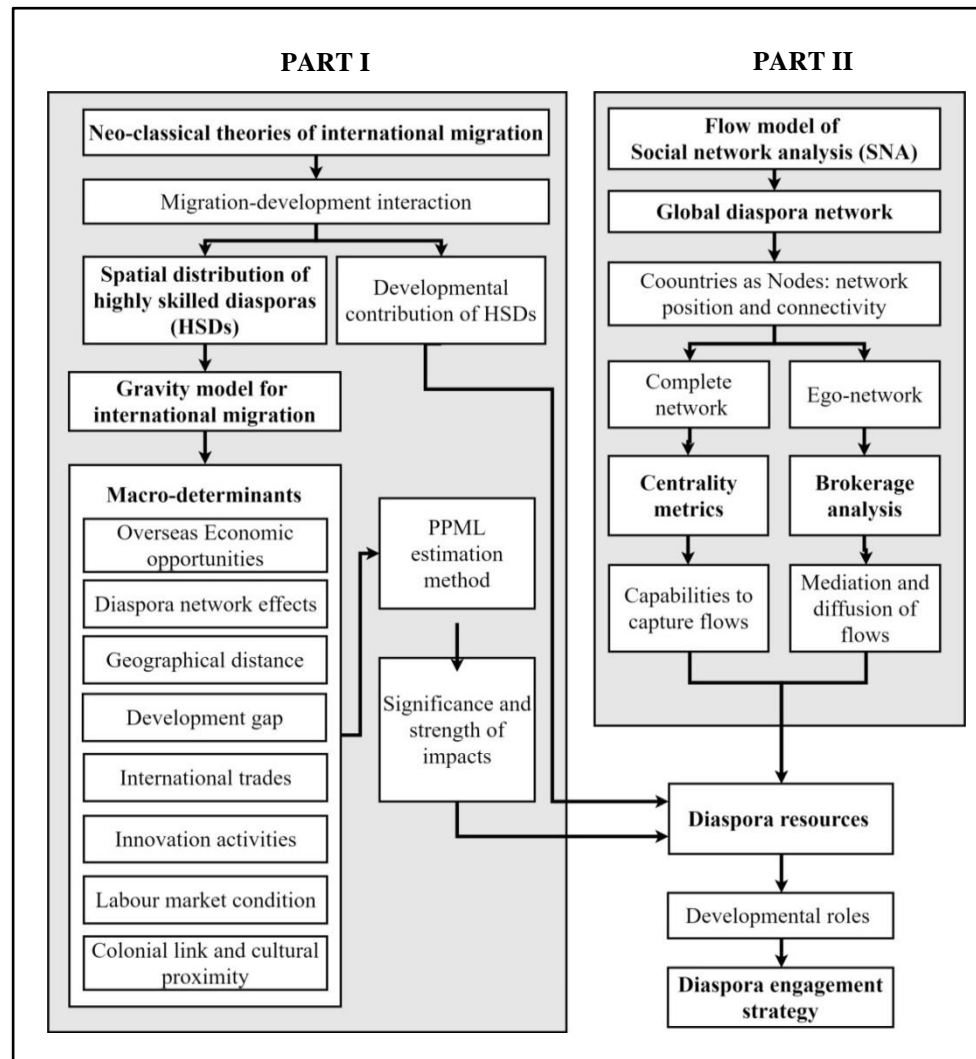 PART I
Neo-classical theories of international migration
Migration-development interaction
Spatial distribution of
highly skilled diasporas
(HSDs)
Developmental
contribution of HSDs
Gravity model for
international migration
Macro-determinants
Overseas Economic
opportunities
Diaspora network effects
Geographical distance
Development gap
International trades
Innovation activities
Labour market condition
Colonial link and cultural
proximity
PPML
estimation
method
Significance and
strength of
impacts
PART II
Flow model of
Social network analysis (SNA)
Global diaspora network
Coountries as Nodes: network
position and connectivity
Complete
network
Ego-network
Centrality
metrics
Brokerage
analysis
Capabilities to
capture flows
Mediation and
diffusion of
flows
Diaspora resources
Developmental roles
Diaspora engagement
strategy